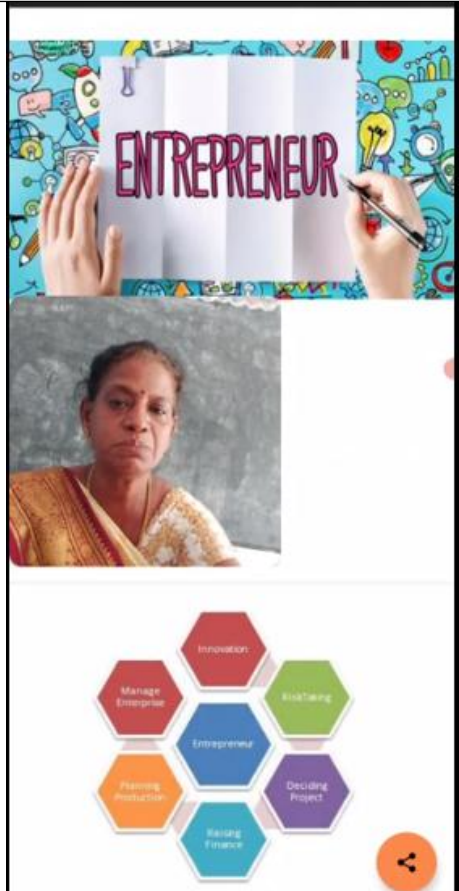 ENTREPRENEUR
Innovation
Manage
Enterprise
RiskTaking
Entrepreneur
Planning
Production
Deciding
Project
Raising
Finance